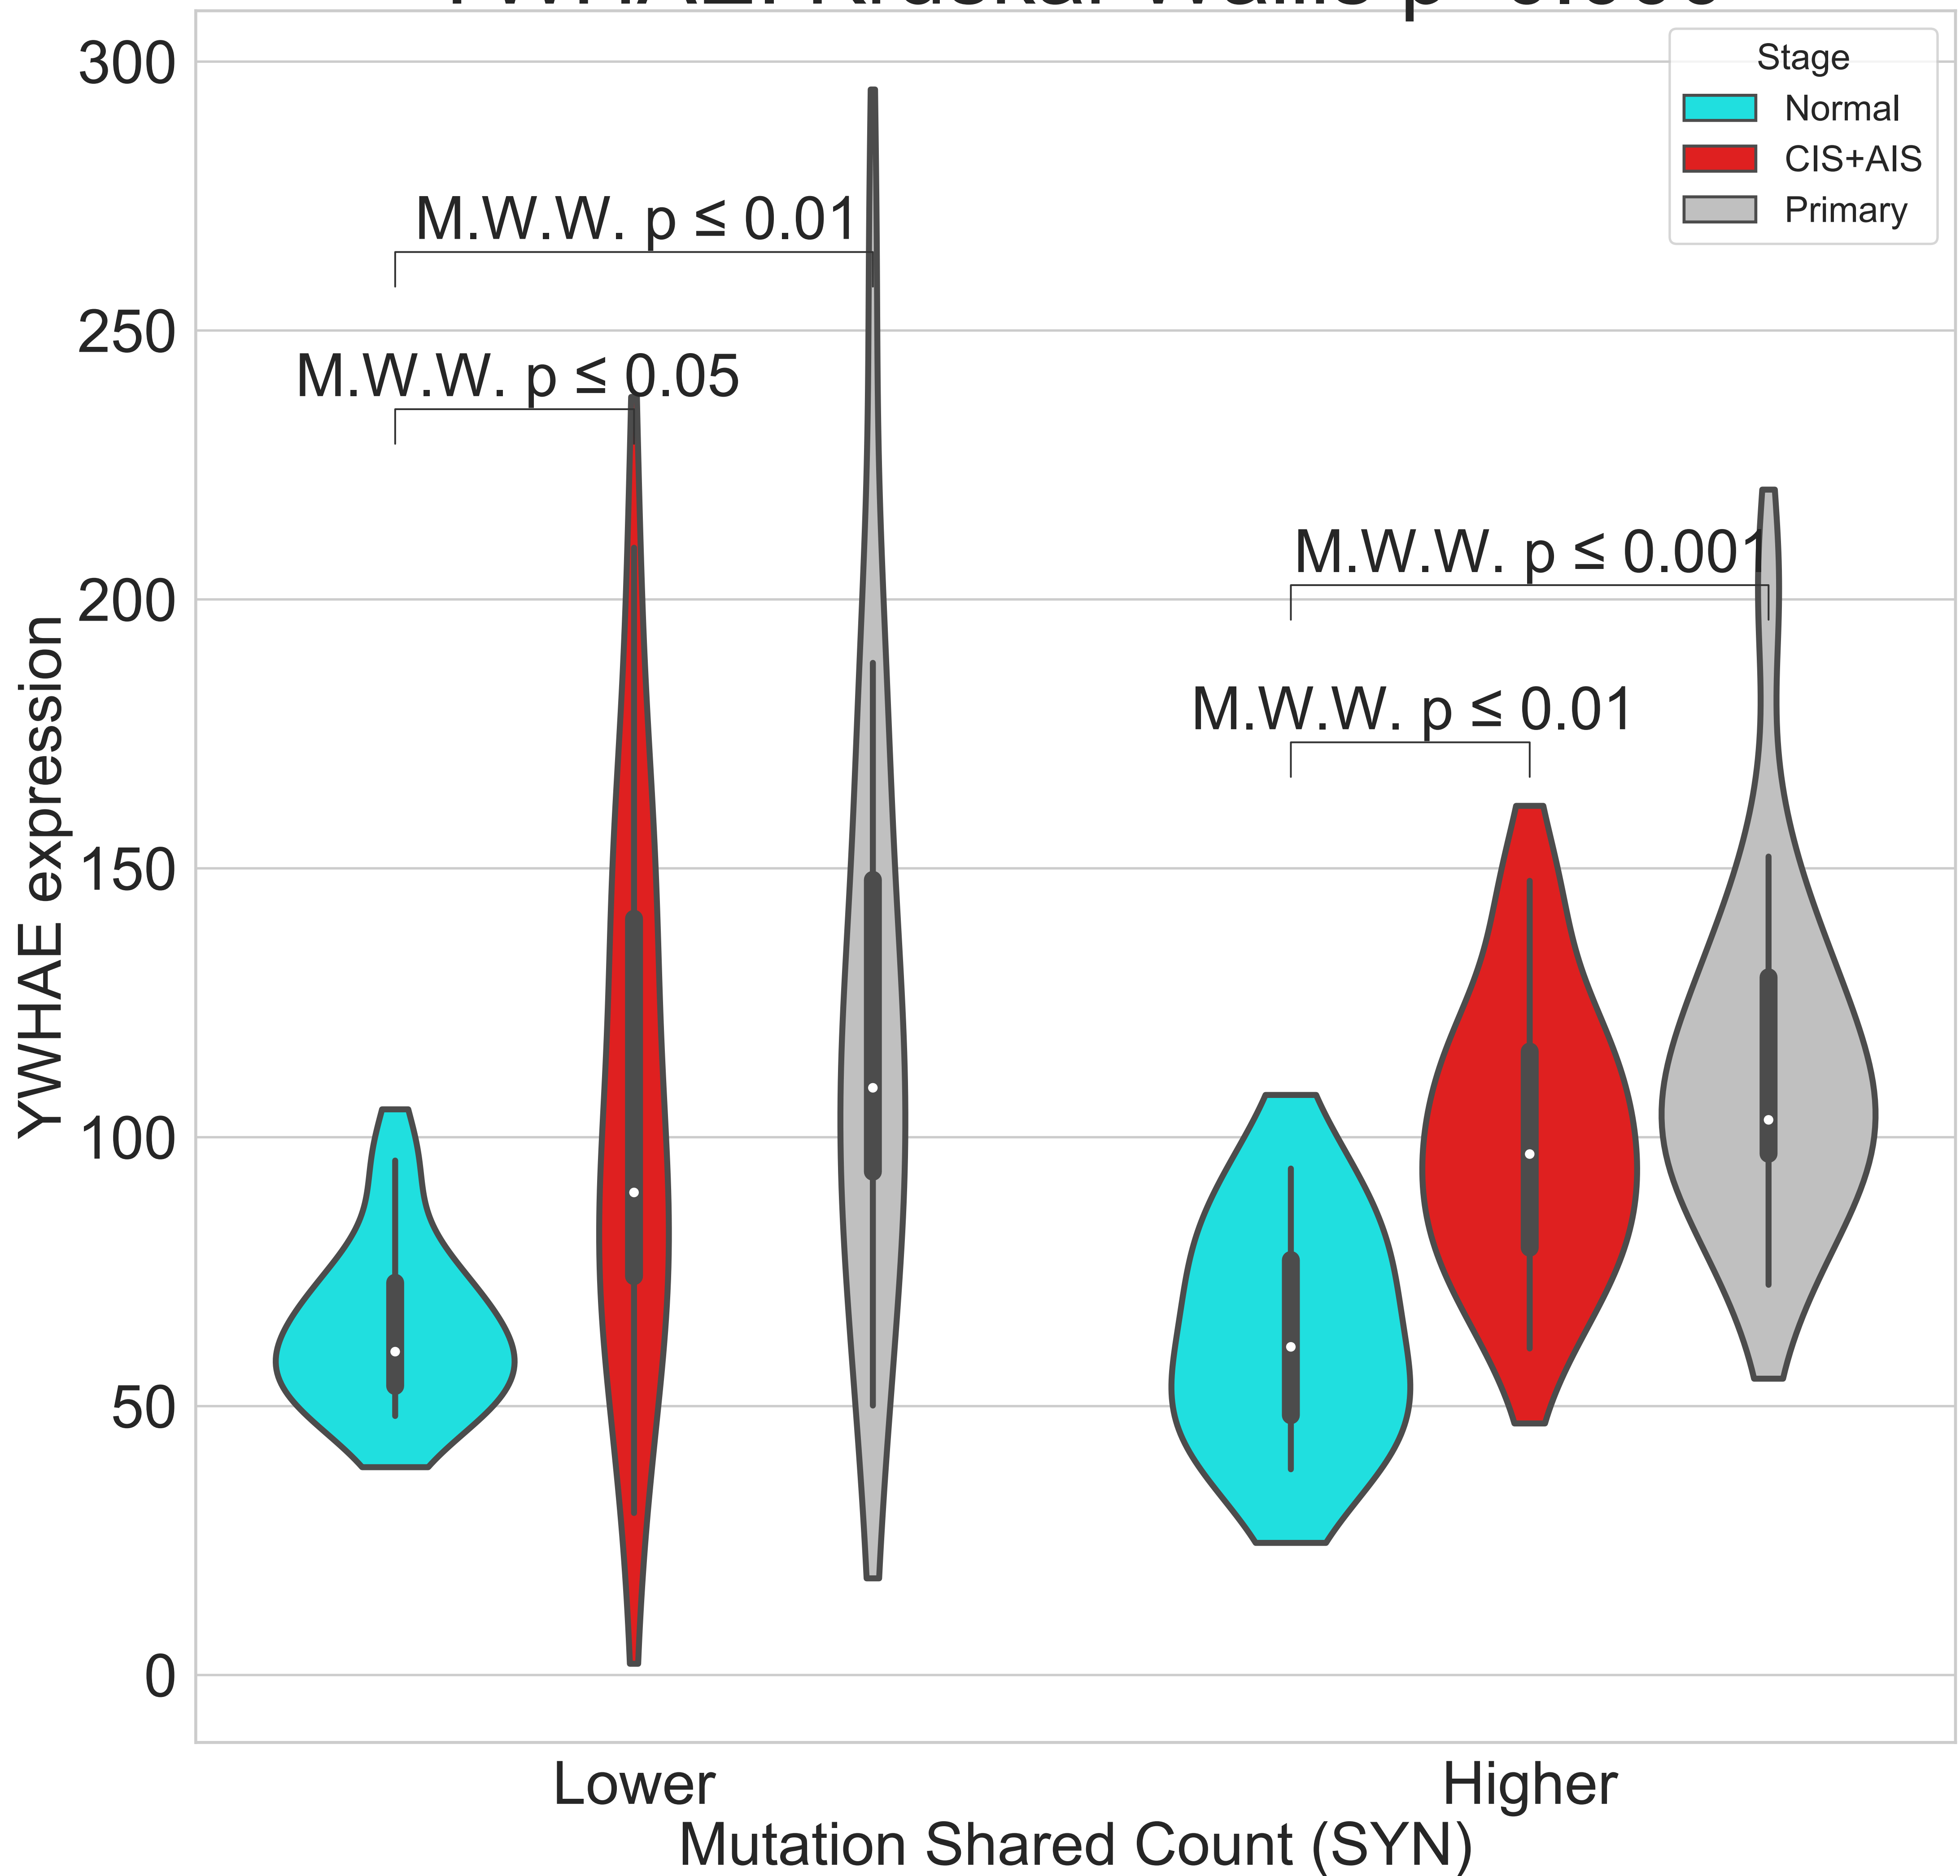 Stage
Normal
CIS+AIS
Primary
300
250
200
150
100
50
0
YWHAE expression
M.W.W. p ≤ 0.01
M.W.W. p ≤ 0.05
M.W.W. p ≤ 0.001
M.W.W. p ≤ 0.01
Lower
Higher
Mutation Shared Count (SYN)